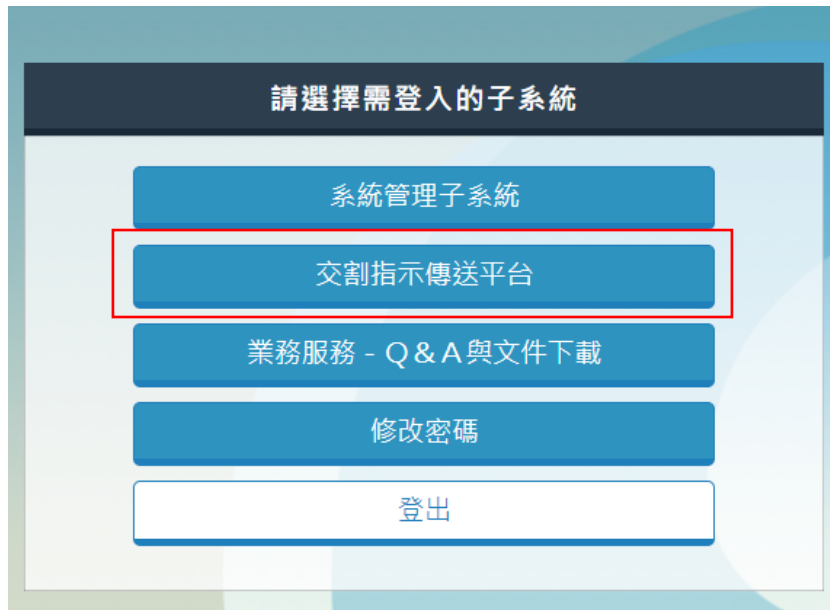 請選擇需登入的子系統
系統管理子系統
交割指示傳送平台
業務服務 - Ｑ＆Ａ與文件下載
修改密碼
登出